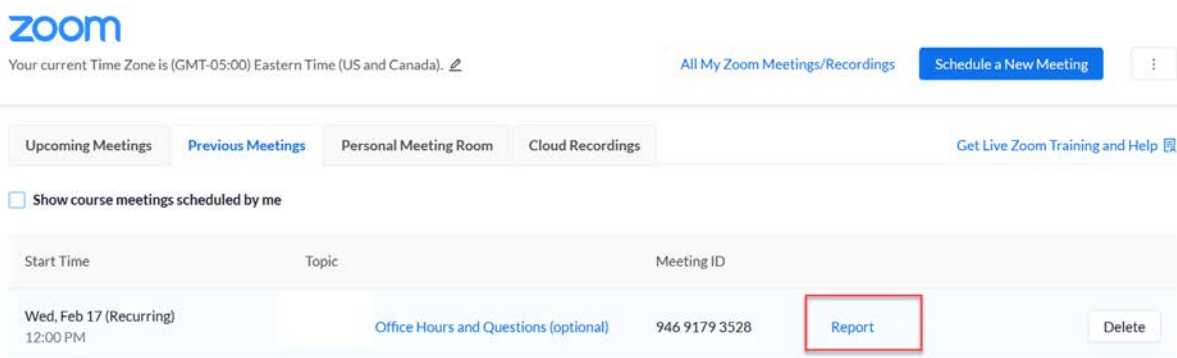 zoom
Your current Time Zone is (GMT-05:00) Eastern Time (US and Canada).
All My Zoom Meetings/Recordings
Schedule a New Meeting
Upcoming Meetings
Previous Meetings
Personal Meeting Room
Cloud Recordings
Get Live Zoom Training and Help
Show course meetings scheduled by me
Start Time
Topic
Meeting ID
Wed, Feb 17 (Recurring)
12:00 PM
Office Hours and Questions (optional)
946 9179 3528
Report
Delete